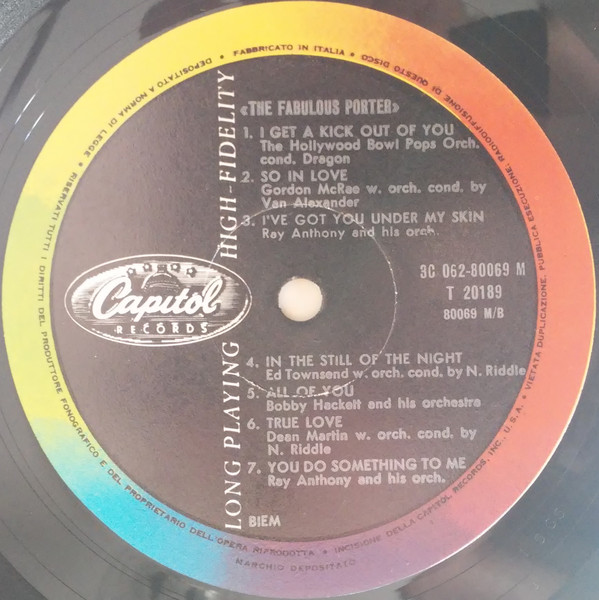 FABBRICATO IN ITALIA • RADIODIFFUSIONE DI QUESTO DISCO
VIETATA DUPLICAZIONE, PUBBLICA ESECUZIONE,
DEPOSITATO A NORMA DI LEGGE • RISERVATI TUTTI I DIRITTI DEL PRODUTTORE FONOGRAFICO E DEL PROPRIETARIO DELL'OPERA RIPRODOTTA • INCISIONE DELLA CAPITOL RECORDS, INC., U.S.A. •
MARCHIO DEPOSITATO
LONG PLAYING HIGH-FIDELITY
Capitol
RECORDS
«THE FABULOUS PORTER»
1. I GET A KICK OUT OF YOU
The Hollywood Bowl Pops Orch.
cond. Dragon
2. SO IN LOVE
Gordon McRae w. orch. cond. by
Van Alexander
3. I'VE GOT YOU UNDER MY SKIN
Ray Anthony and his orch.
3C 062-80069 M
T 20189
80069 M/B
4. IN THE STILL OF THE NIGHT
Ed Townsend w. orch. cond. by N. Riddle
5. ALL OF YOU
Bobby Hackett and his orchestra
6. TRUE LOVE
Dean Martin w. orch. cond. by
N. Riddle
7. YOU DO SOMETHING TO ME
Ray Anthony and his orch.
BIEM